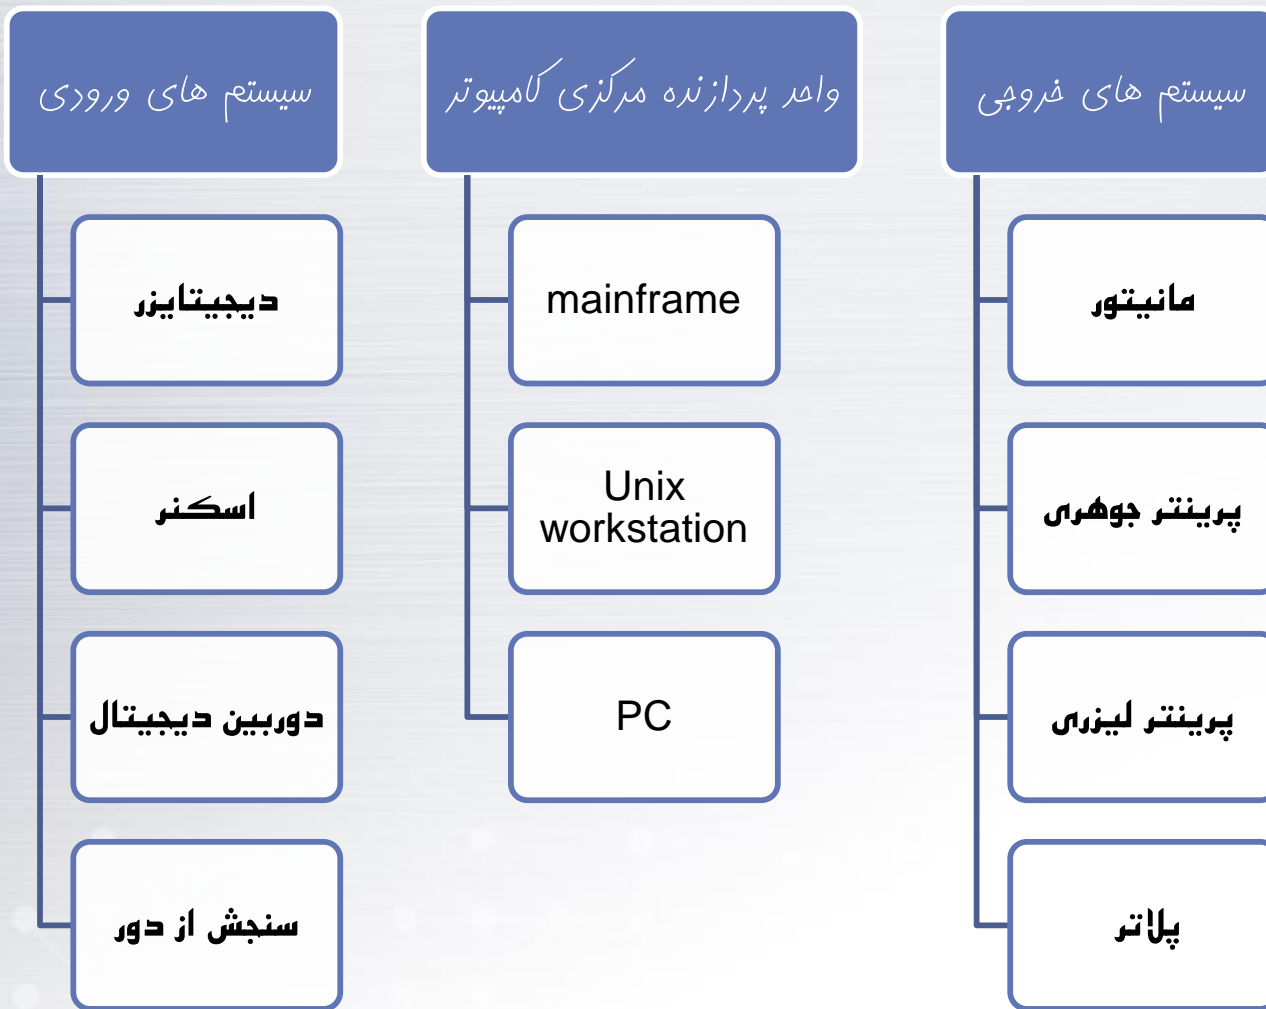 سیستم های ورودی
دیجیتایزر
اسکنر
دوربین دیجیتال
سنجش از دور
واحد پردازنده مرکزی کامپیوتر
mainframe
Unix
workstation
PC
سیستم های خروجی
مانیتور
پرینتر جوهری
پرینتر لیزری
پلاتر